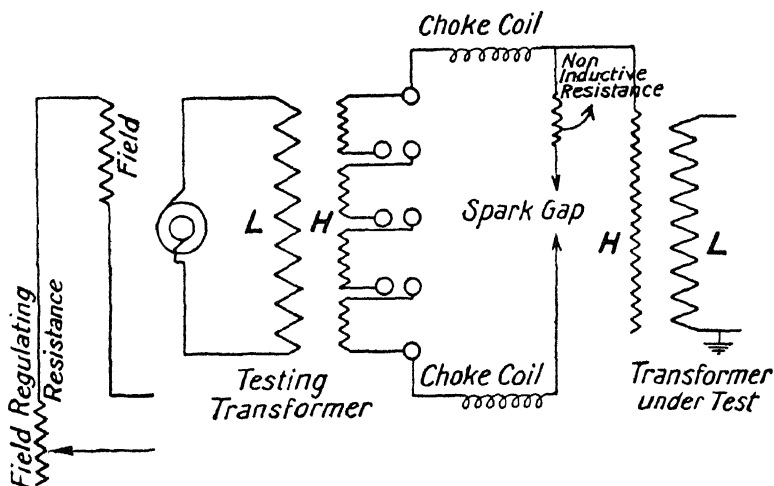 Choke Coil
Non
Inductive
Resistance
Field
L
H
Spark Gap
H
L
Field Regulating
Resistance
Testing
Transformer
Choke Coil
Transformer
under Test